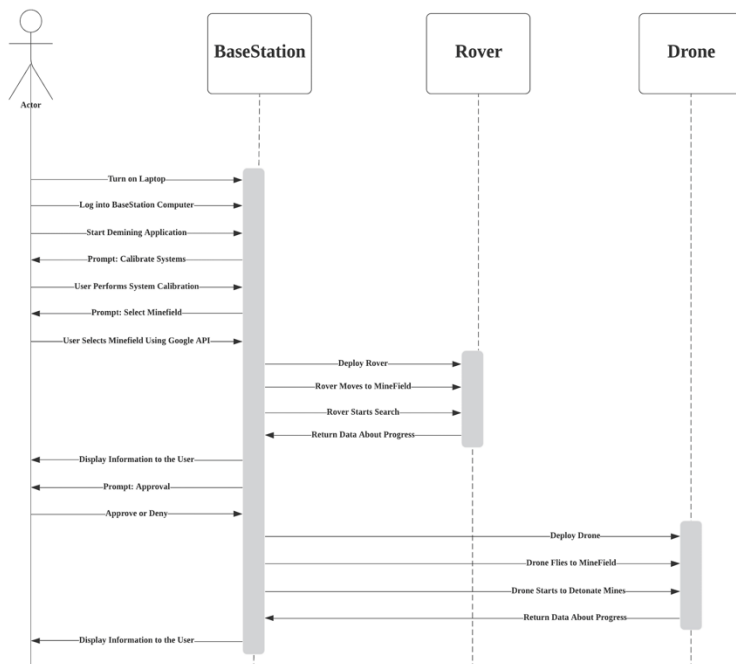 BaseStation
Rover
Drone
Actor
Turn on Laptop
Log into BaseStation Computer
Start Demining Application
Prompt: Calibrate Systems
User Performs System Calibration
Prompt: Select Minefield
User Selects Minefield Using Google API
Deploy Rover
Rover Moves to MineField
Rover Starts Search
Return Data About Progress
Display Information to the User
Prompt: Approval
Approve or Deny
Deploy Drone
Drone Flies to MineField
Drone Starts to Detonate Mines
Return Data About Progress
Display Information to the User